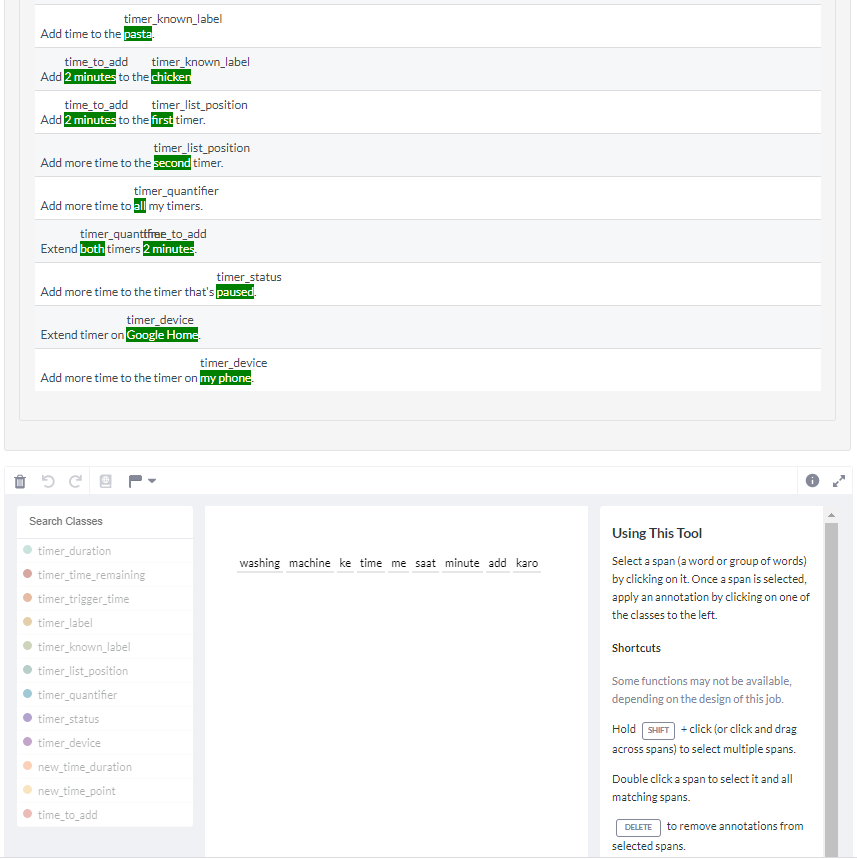 timer_known_label
Add time to the pasta.
time_to_add timer_known_label
Add 2 minutes to the chicken
time_to_add timer_list_position
Add 2 minutes to the first timer.
timer_list_position
Add more time to the second timer.
timer_quantifier
Add more time to all my timers.
timer_quantifier time_to_add
Extend both timers 2 minutes.
timer_status
Add more time to the timer that's paused.
timer_device
Extend timer on Google Home.
timer_device
Add more time to the timer on my phone.
Search Classes
timer_duration
timer_time_remaining
timer_trigger_time
timer_label
timer_known_label
timer_list_position
timer_quantifier
timer_status
timer_device
new_time_duration
new_time_point
time_to_add
washing machine ke time me saat minute add karo
Using This Tool
Select a span (a word or group of words)
by clicking on it. Once a span is selected,
apply an annotation by clicking on one of
the classes to the left.
Shortcuts
Some functions may not be available,
depending on the design of this job.
Hold SHIFT + click (or click and drag
across spans) to select multiple spans.
Double click a span to select it and all
matching spans.
DELETE to remove annotations from
selected spans.